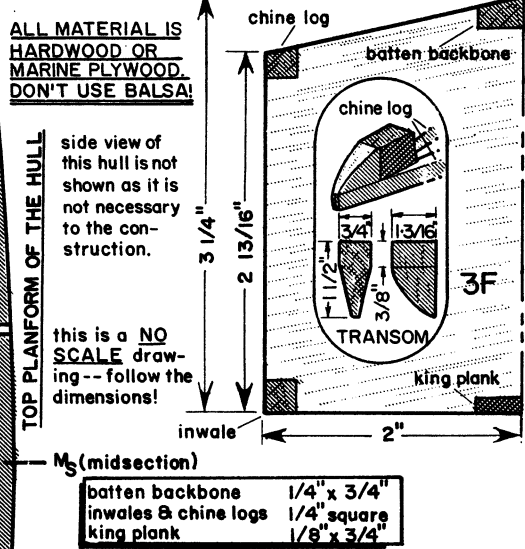 ALL MATERIAL IS
HARDWOOD OR
MARINE PLYWOOD.
DON'T USE BALSA!
chine log
batten backbone
TOP PLANFORM OF THE HULL
side view of
this hull is not
shown as it is
not necessary
to the con-
struction.
3 1/4"
2 13/16"
chine log
3/4"
1-3/16"
1 1/2"
3/8"
TRANSOM
3F
this is a NO
SCALE draw-
ing--follow the
dimensions!
king plank
inwale
2"
MS (midsection)
batten backbone 1/4" x 3/4"
inwales & chine logs 1/4" square
king plank 1/8" x 3/4"